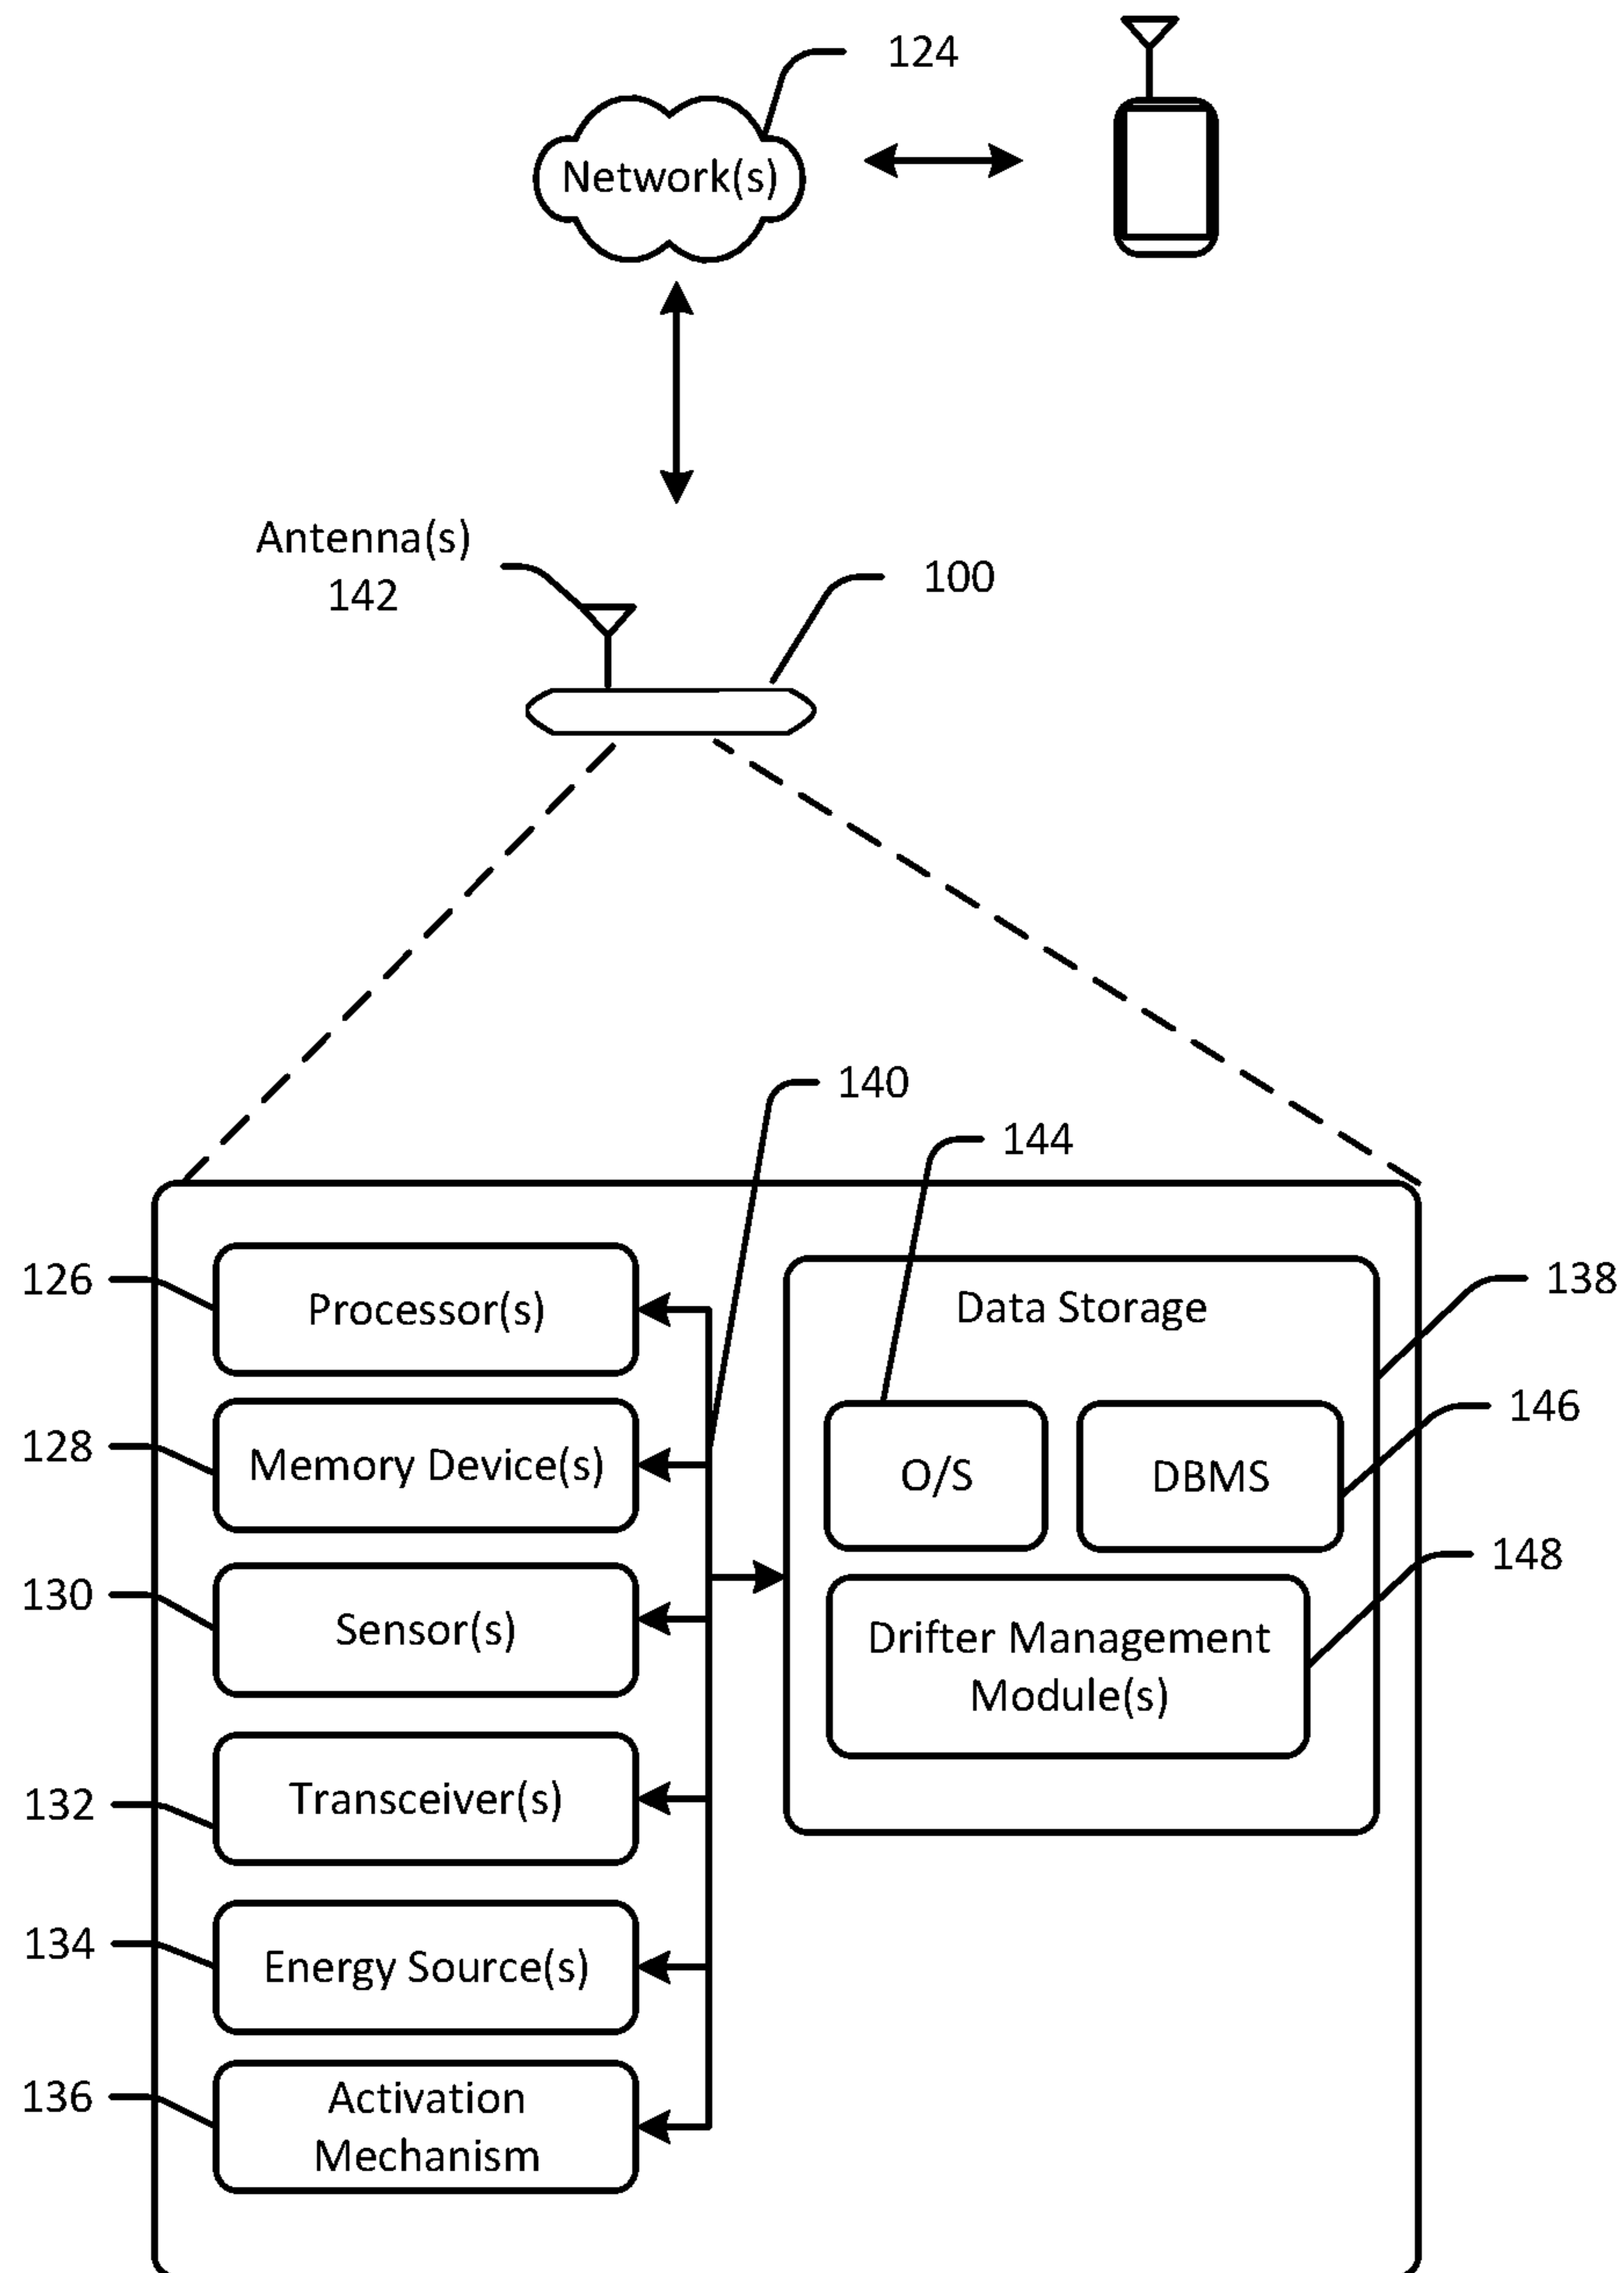 124
Network(s)
Antenna(s)
142
100
140
144
126
Processor(s)
Data Storage
138
128
Memory Device(s)
O/S
DBMS
146
130
Sensor(s)
Drifter Management
Module(s)
148
132
Transceiver(s)
134
Energy Source(s)
136
Activation
Mechanism